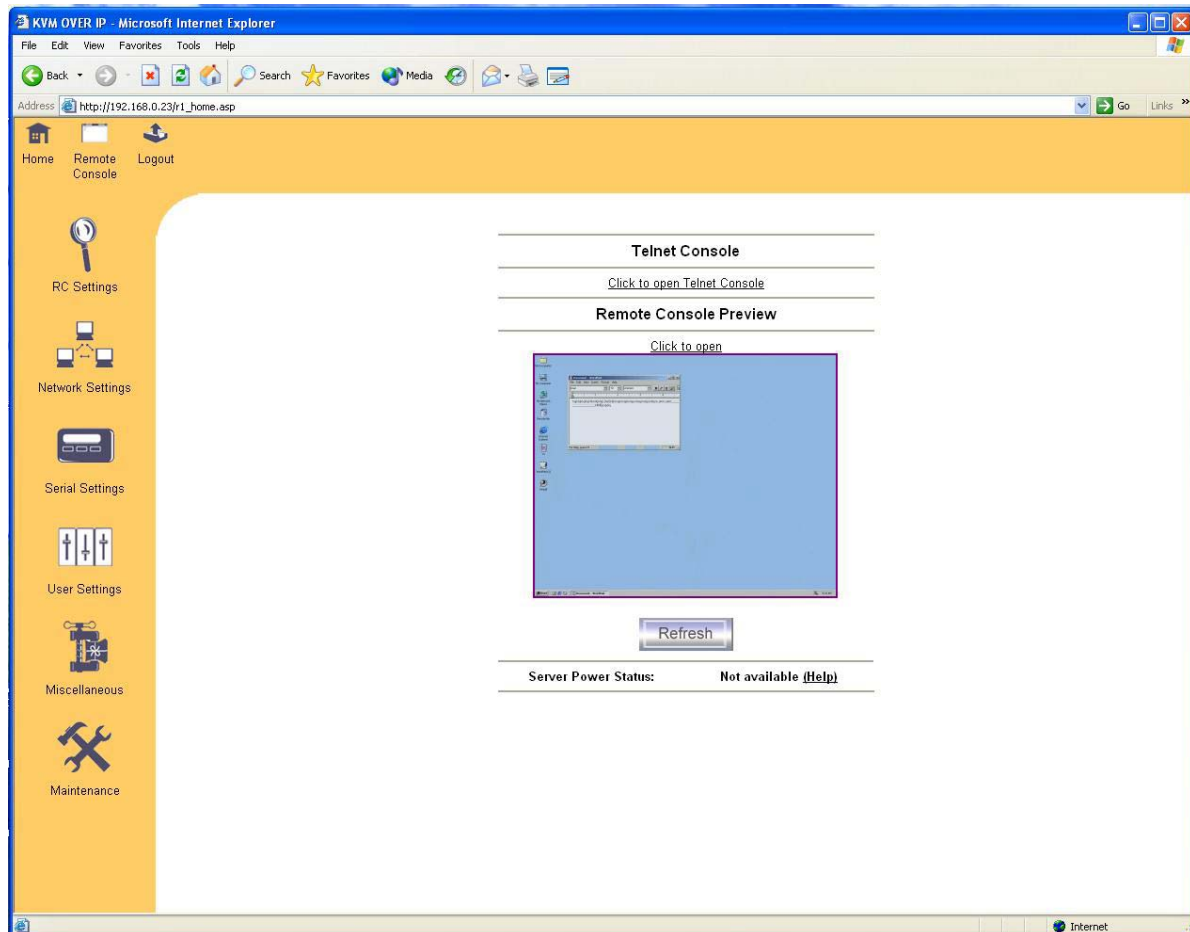 KVM OVER IP - Microsoft Internet Explorer
File Edit View Favorites Tools Help
Back Search Favorites Media
Address http://192.168.0.23/r1_home.asp Go Links »
Home Remote Console Logout
RC Settings
Network Settings
Serial Settings
User Settings
Miscellaneous
Maintenance
Telnet Console
Click to open Telnet Console
Remote Console Preview
Click to open
Refresh
Server Power Status: Not available (Help)
Internet